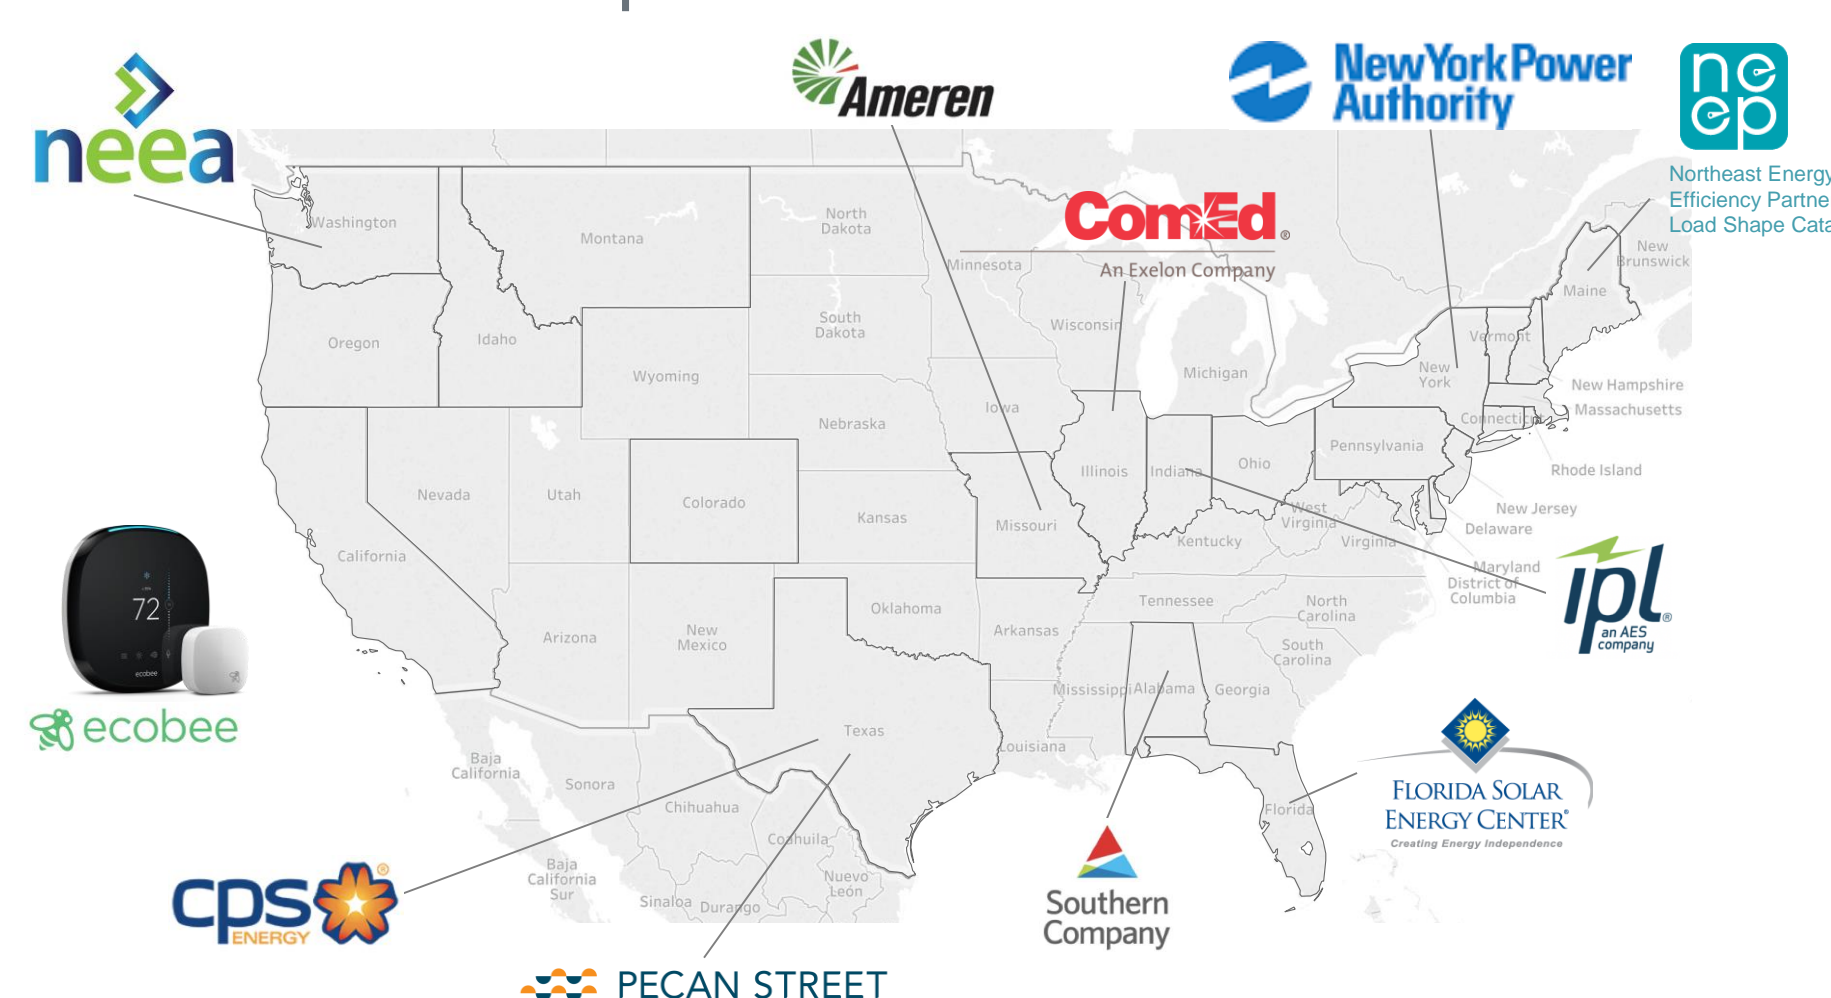 neea
Ameren
NewYorkPower
Authority
ne
ep
Northeast Energy
Efficiency Partne
Load Shape Cata
ComEd®
An Exelon Company
Washington
Montana
North
Dakota
Minnesota
New
Brunswick
Maine
Oregon
Idaho
South
Dakota
Wisconsin
Vermont
Wyoming
Michigan
New
York
New Hampshire
Iowa
Massachusetts
Nebraska
Connecticut
Pennsylvania
Nevada
Utah
Colorado
Illinois
Indiana
Ohio
Rhode Island
Kansas
Missouri
West
Virginia
New Jersey
Delaware
California
Kentucky
Virginia
Maryland
District of
Columbia
ipl®
an AES
company
72
ecobee
ecobee
Oklahoma
Tennessee
North
Carolina
Arizona
New
Mexico
Arkansas
South
Carolina
Mississippi
Alabama
Georgia
Texas
Louisiana
Baja
California
Sonora
Chihuahua
Florida
FLORIDA SOLAR
ENERGY CENTER®
Creating Energy Independence
Coahuila
Baja
California
Sur
Nuevo
León
Sinaloa
Durango
cps®
ENERGY
Southern
Company
PECAN STREET